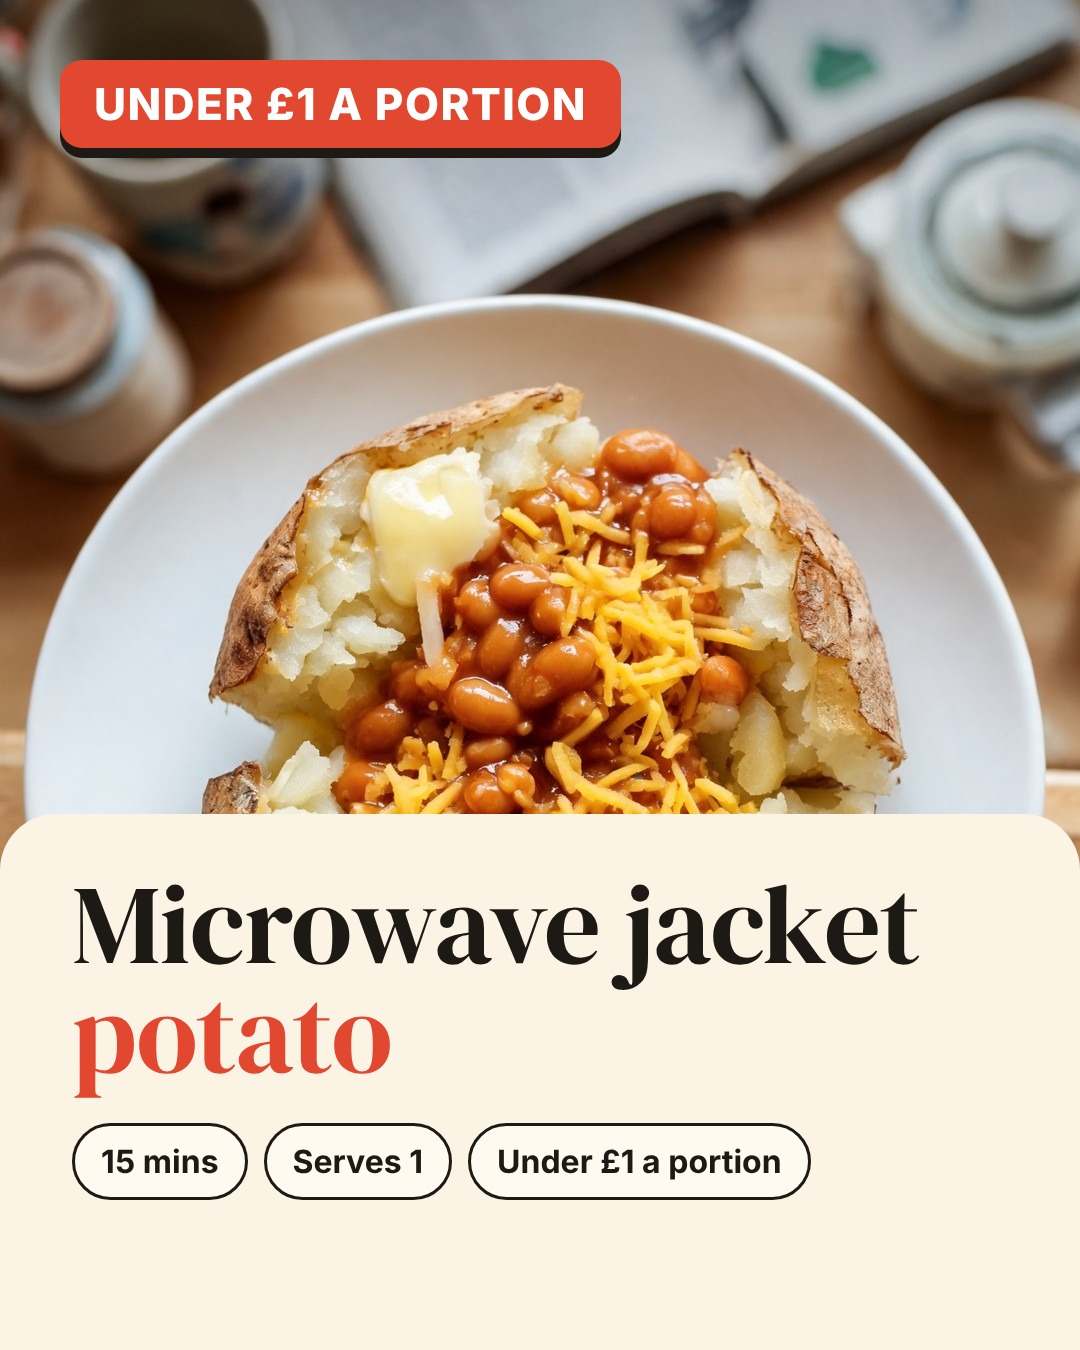 UNDER £1 A PORTION
Microwave jacket
potato
15 mins
Serves 1
Under £1 a portion